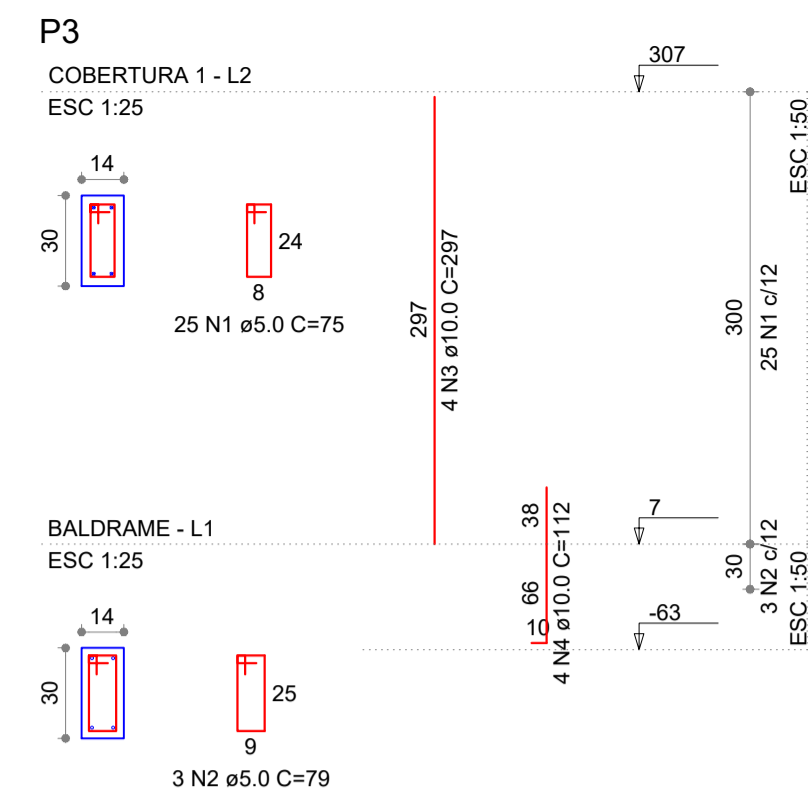 P3
COBERTURA 1 - L2
ESC 1:25
307
ESC 1:50
14
30
24
8
25 N1 ø5.0 C=75
297
4 N3 ø10.0 C=297
300
25 N1 c/12
BALDRAME - L1
ESC 1:25
38
66
10
4 N4 ø10.0 C=112
7
30
3 N2 c/12
ESC 1:50
-63
14
30
25
9
3 N2 ø5.0 C=79